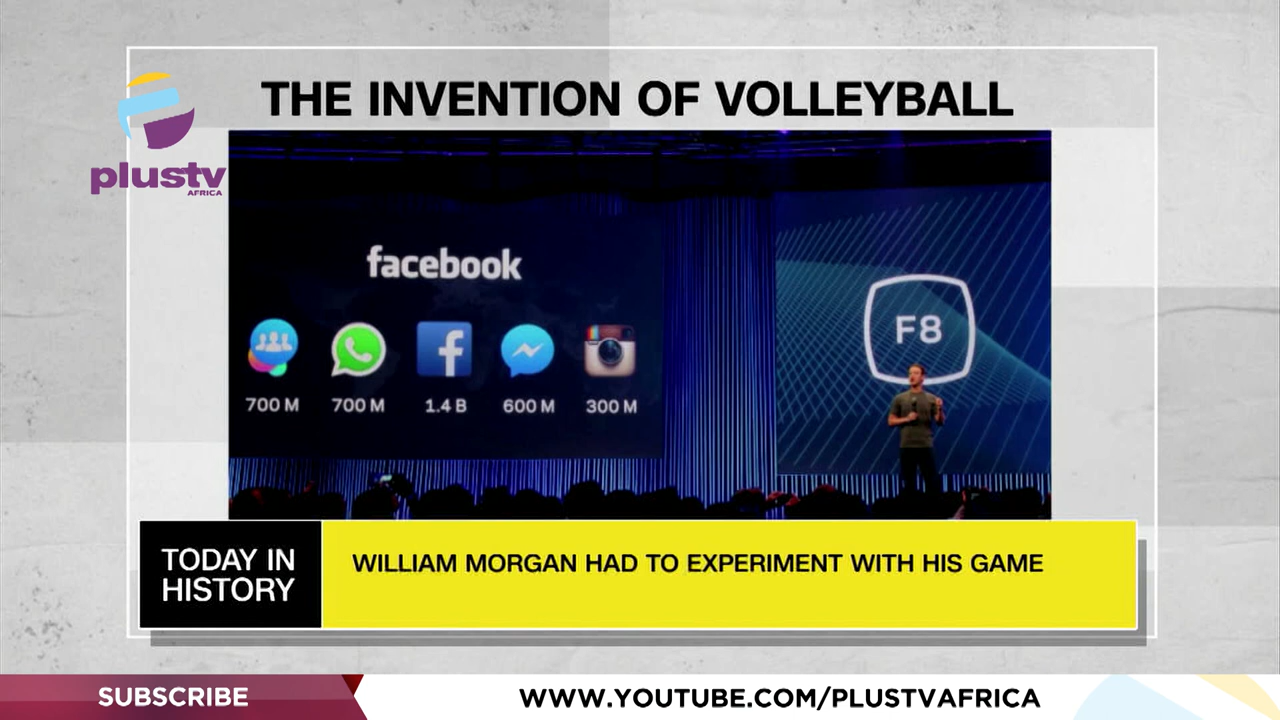 THE INVENTION OF VOLLEYBALL
plustv
AFRICA
facebook
700 M
700 M
1.4 B
600 M
300 M
F8
TODAY IN
HISTORY
WILLIAM MORGAN HAD TO EXPERIMENT WITH HIS GAME
SUBSCRIBE
WWW.YOUTUBE.COM/PLUSTVAFRICA